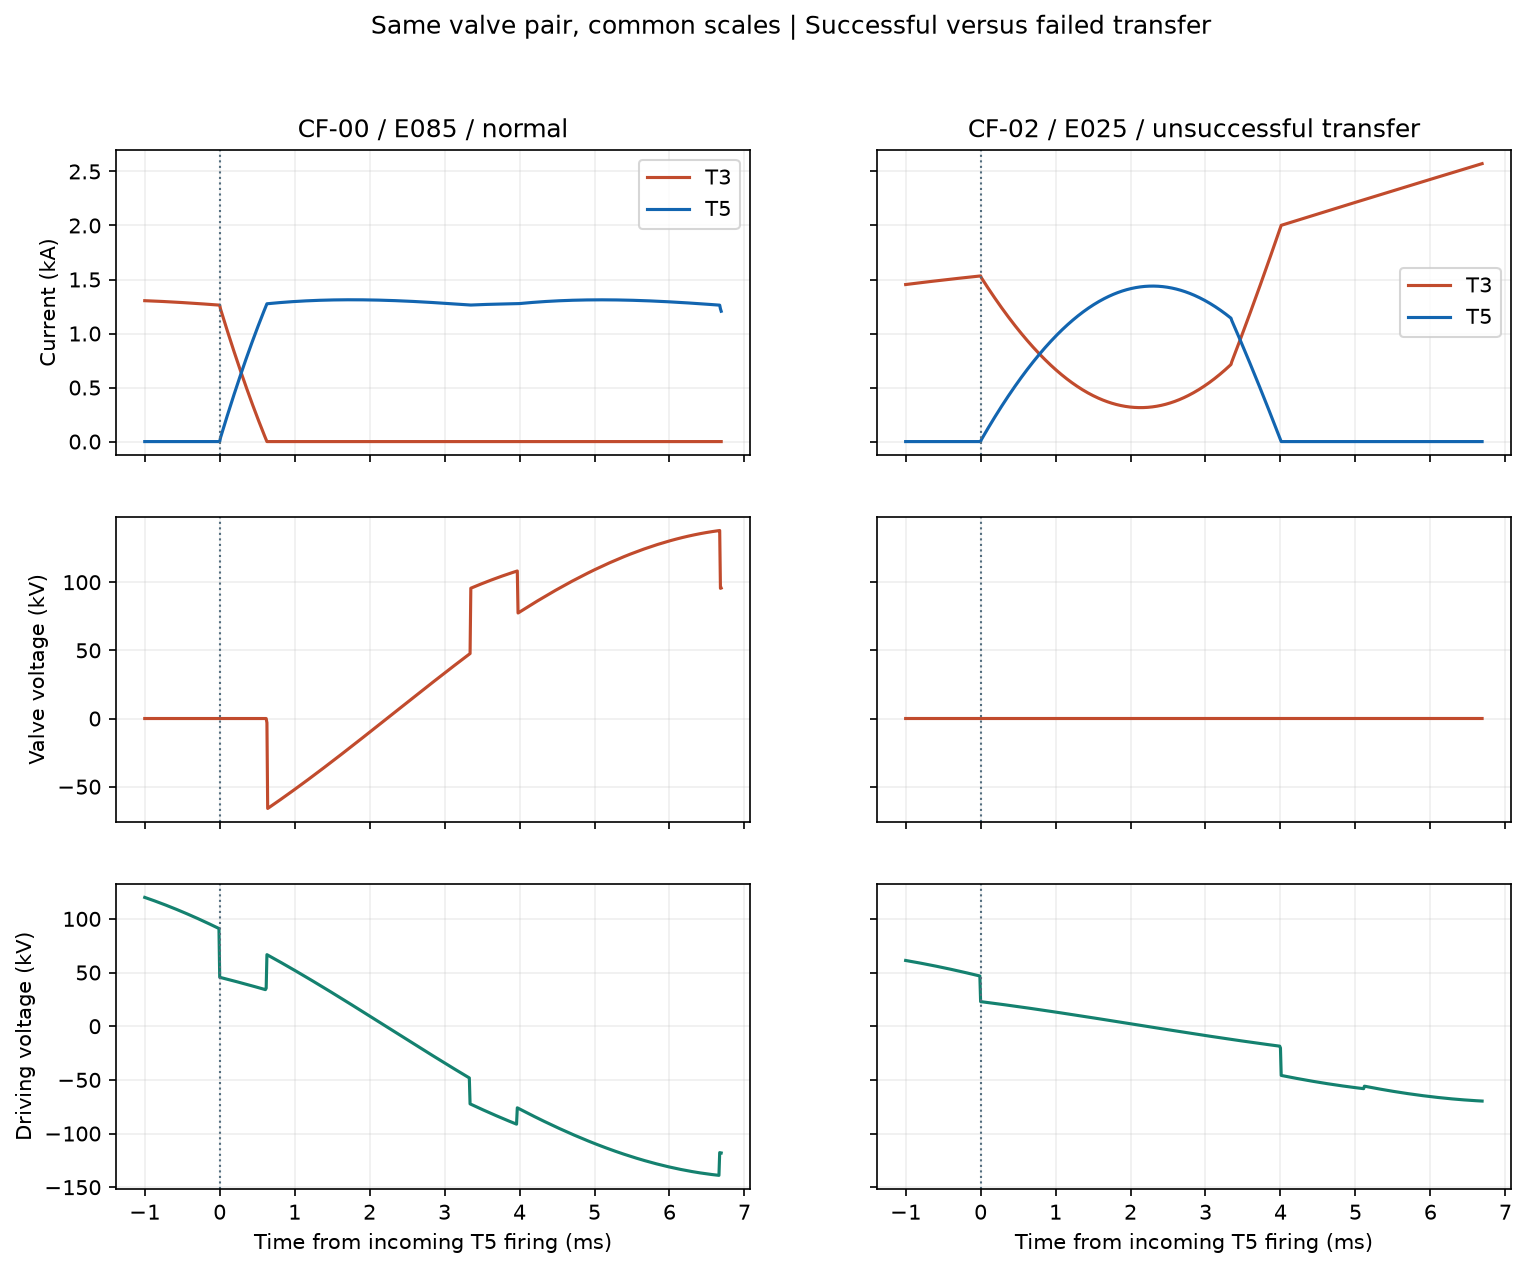 Same valve pair, common scales | Successful versus failed transfer
CF-00 / E085 / normal
CF-02 / E025 / unsuccessful transfer
Current (kA)
2.5
2.0
1.5
1.0
0.5
0.0
T3
T5
T3
T5
Valve voltage (kV)
100
50
0
−50
Driving voltage (kV)
100
50
0
−50
−100
−150
−1 0 1 2 3 4 5 6 7
Time from incoming T5 firing (ms)
−1 0 1 2 3 4 5 6 7
Time from incoming T5 firing (ms)